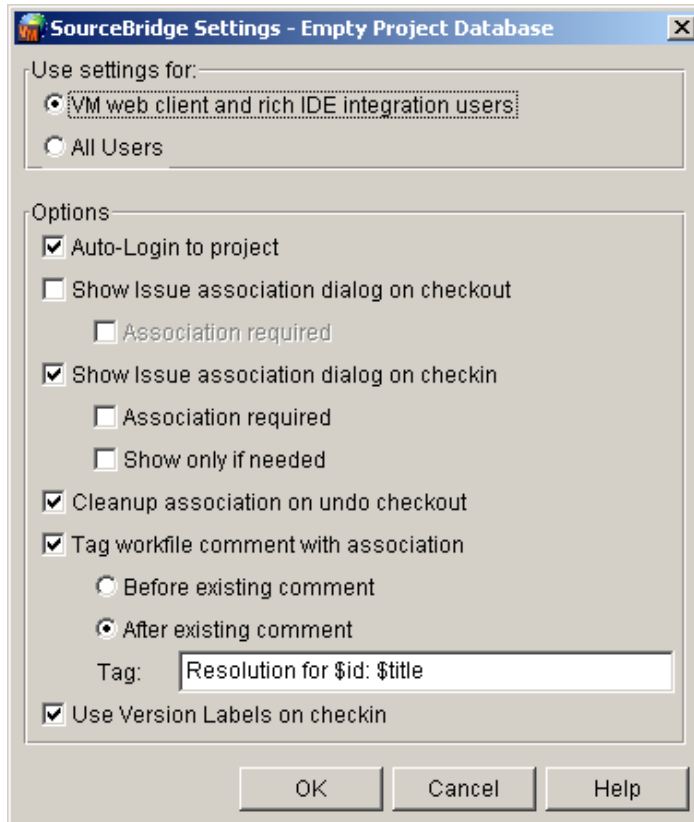 VM
SourceBridge Settings - Empty Project Database
Use settings for:
VM web client and rich IDE integration users
All Users
Options
Auto-Login to project
Show Issue association dialog on checkout
Association required
Show Issue association dialog on checkin
Association required
Show only if needed
Cleanup association on undo checkout
Tag workfile comment with association
Before existing comment
After existing comment
Tag: Resolution for $id: $title
Use Version Labels on checkin
OK Cancel Help